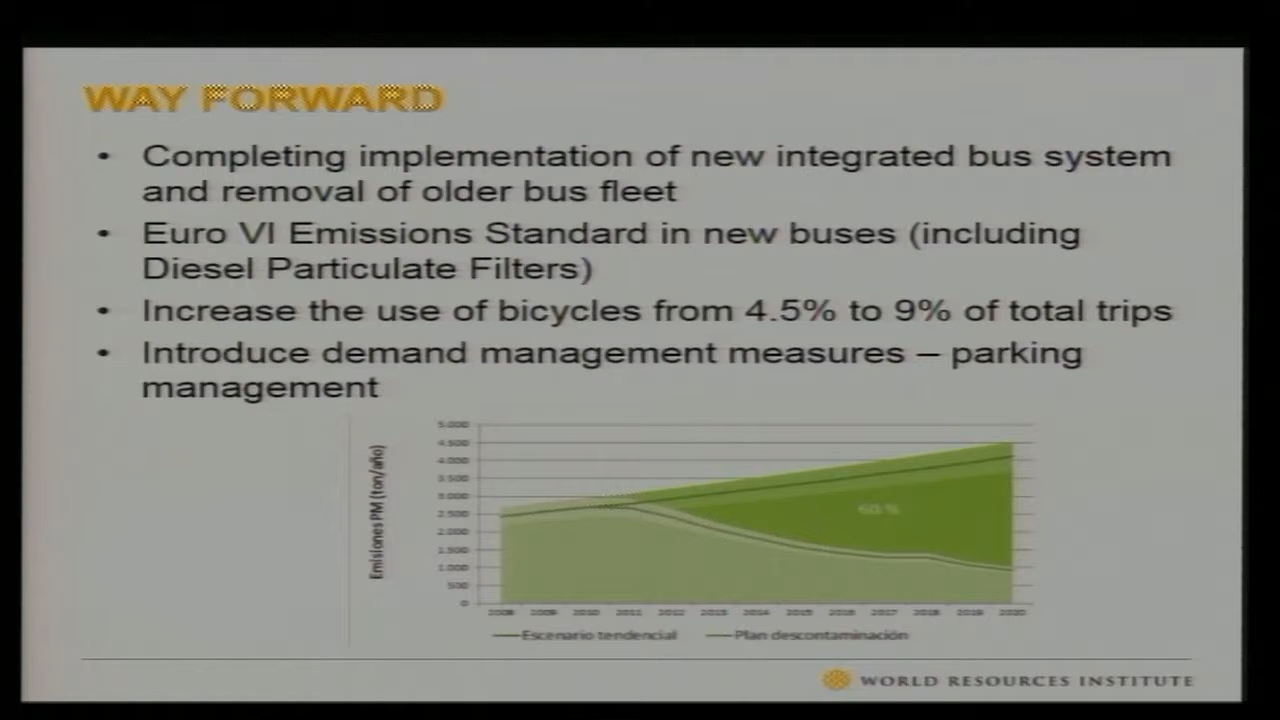 WAY FORWARD
• Completing implementation of new integrated bus system
and removal of older bus fleet
• Euro VI Emissions Standard in new buses (including
Diesel Particulate Filters)
• Increase the use of bicycles from 4.5% to 9% of total trips
• Introduce demand management measures – parking
management
Emisiones PM (ton/año)
5.000
4.500
4.000
3.500
3.000
2.500
2.000
1.500
1.000
500
0
60 %
2008 2009 2010 2011 2012 2013 2014 2015 2016 2017 2018 2019 2020
Escenario tendencial Plan descontaminación
WORLD RESOURCES INSTITUTE